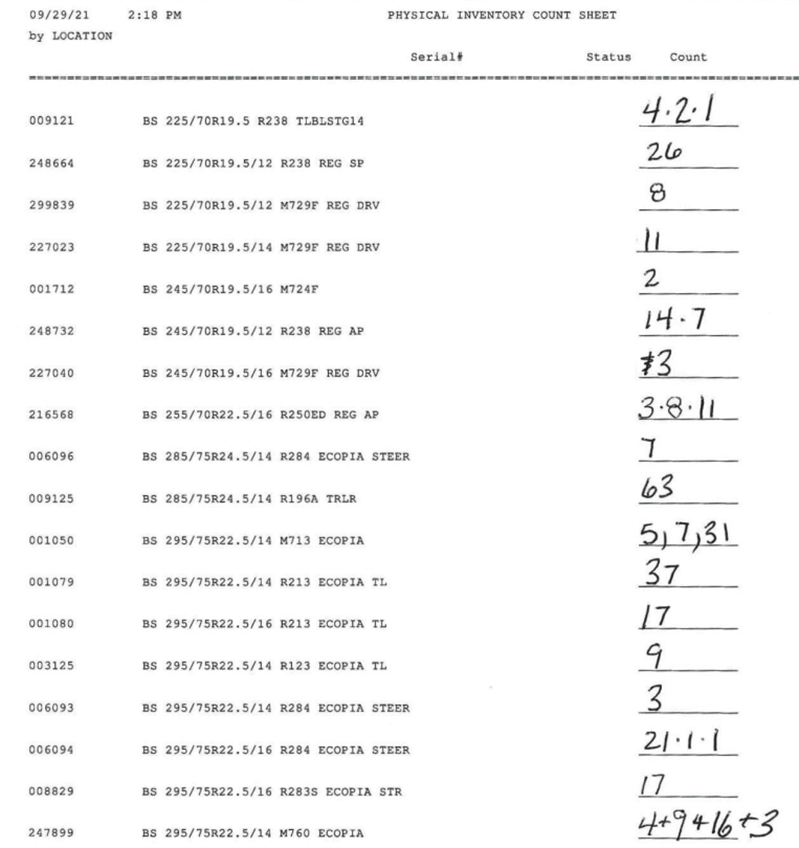 09/29/21 2:18 PM PHYSICAL INVENTORY COUNT SHEET
by LOCATION
Serial# Status Count
009121 BS 225/70R19.5 R238 TLBLSTG14 4·2·1
248664 BS 225/70R19.5/12 R238 REG SP 26
299839 BS 225/70R19.5/12 M729F REG DRV 8
227023 BS 225/70R19.5/14 M729F REG DRV 11
001712 BS 245/70R19.5/16 M724F 2
248732 BS 245/70R19.5/12 R238 REG AP 14·7
227040 BS 245/70R19.5/16 M729F REG DRV 3
216568 BS 255/70R22.5/16 R250ED REG AP 3·8·11
006096 BS 285/75R24.5/14 R284 ECOPIA STEER 7
009125 BS 285/75R24.5/14 R196A TRLR 63
001050 BS 295/75R22.5/14 M713 ECOPIA 5,7,31
001079 BS 295/75R22.5/14 R213 ECOPIA TL 37
001080 BS 295/75R22.5/16 R213 ECOPIA TL 17
003125 BS 295/75R22.5/14 R123 ECOPIA TL 9
006093 BS 295/75R22.5/14 R284 ECOPIA STEER 3
006094 BS 295/75R22.5/16 R284 ECOPIA STEER 21·1·1
008829 BS 295/75R22.5/16 R283S ECOPIA STR 17
247899 BS 295/75R22.5/14 M760 ECOPIA 4+9+16+3